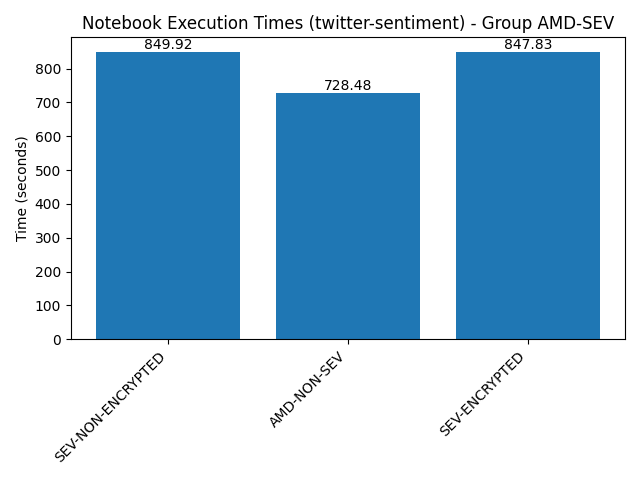 Notebook Execution Times (twitter-sentiment) - Group AMD-SEV
849.92
728.48
847.83
Time (seconds)
800
700
600
500
400
300
200
100
0
SEV-NON-ENCRYPTED
AMD-NON-SEV
SEV-ENCRYPTED